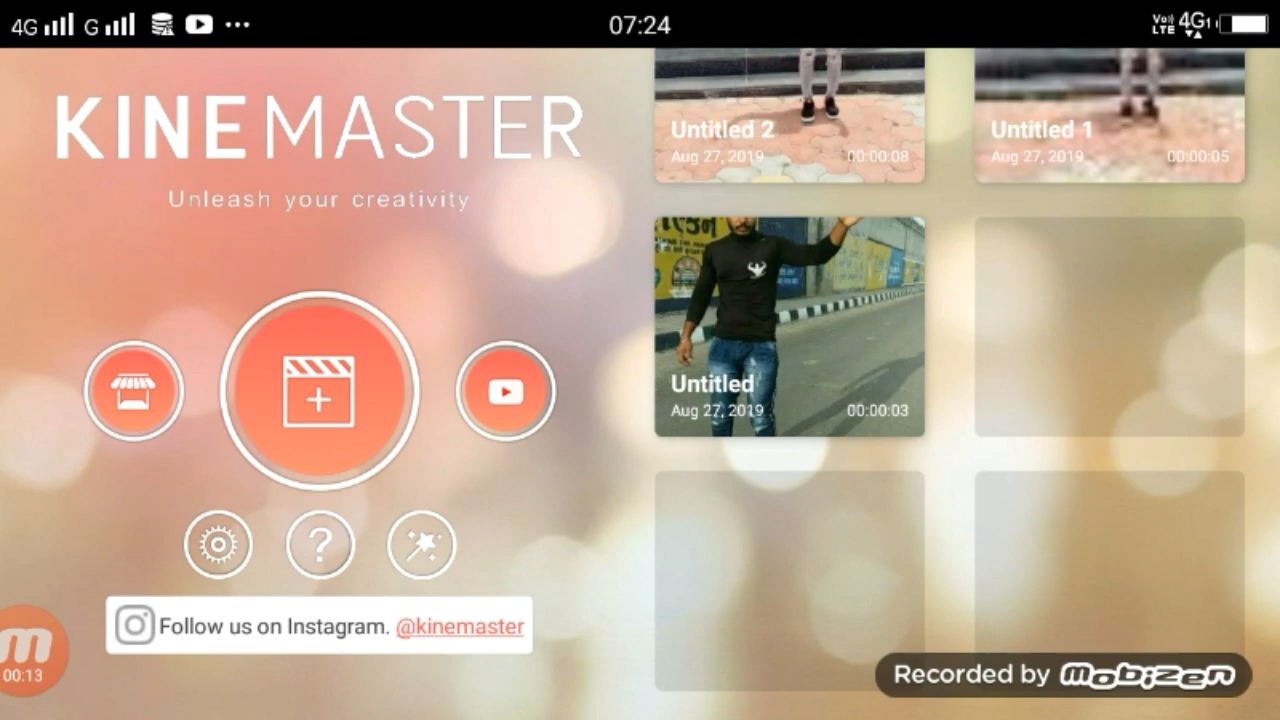 4G G 07:24 Vo) LTE 4G 1
KINEMASTER
Unleash your creativity
Untitled 2
Aug 27, 2019 00:00:08
Untitled 1
Aug 27, 2019 00:00:05
Untitled
Aug 27, 2019 00:00:03
?
Follow us on Instagram. @kinemaster
m
00:13
Recorded by mobizen